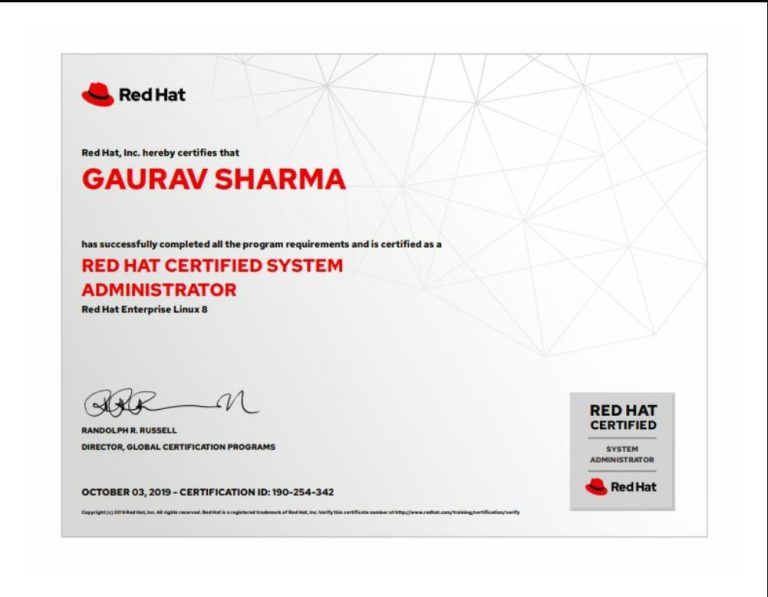 Red Hat
Red Hat, Inc. hereby certifies that
GAURAV SHARMA
has successfully completed all the program requirements and is certified as a
RED HAT CERTIFIED SYSTEM
ADMINISTRATOR
Red Hat Enterprise Linux 8
RANDOLPH R. RUSSELL
DIRECTOR, GLOBAL CERTIFICATION PROGRAMS
OCTOBER 03, 2019 - CERTIFICATION ID: 190-254-342
Copyright (c) 2019 Red Hat, Inc. All rights reserved. Red Hat is a registered trademark of Red Hat, Inc. Verify this certificate number at http://www.redhat.com/training/certification/verify
RED HAT
CERTIFIED
SYSTEM
ADMINISTRATOR
Red Hat